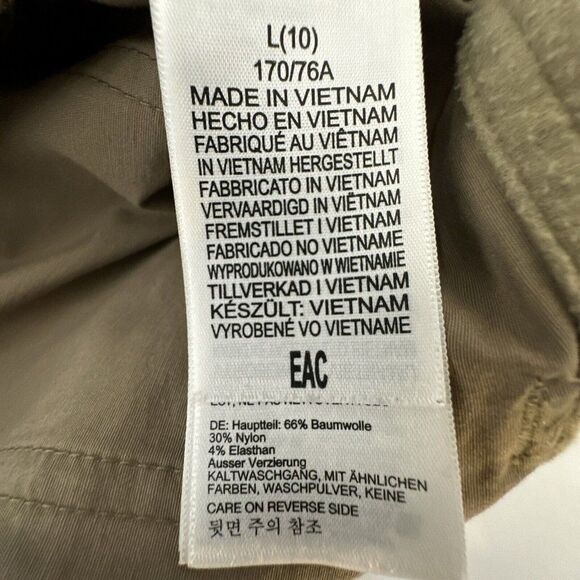 L(10)
170/76A
MADE IN VIETNAM
HECHO EN VIETNAM
FABRIQUÉ AU VIÊTNAM
IN VIETNAM HERGESTELLT
FABBRICATO IN VIETNAM
VERVAARDIGD IN VIËTNAM
FREMSTILLET I VIETNAM
FABRICADO NO VIETNAME
WYPRODUKOWANO W WIETNAMIE
TILLVERKAD I VIETNAM
KÉSZÜLT: VIETNAM
VYROBENÉ VO VIETNAME
EAC
DE: Hauptteil: 66% Baumwolle
30% Nylon
4% Elasthan
Ausser Verzierung
KALTWASCHGANG, MIT ÄHNLICHEN
FARBEN, WASCHPULVER, KEINE
CARE ON REVERSE SIDE
뒷면 주의 참조